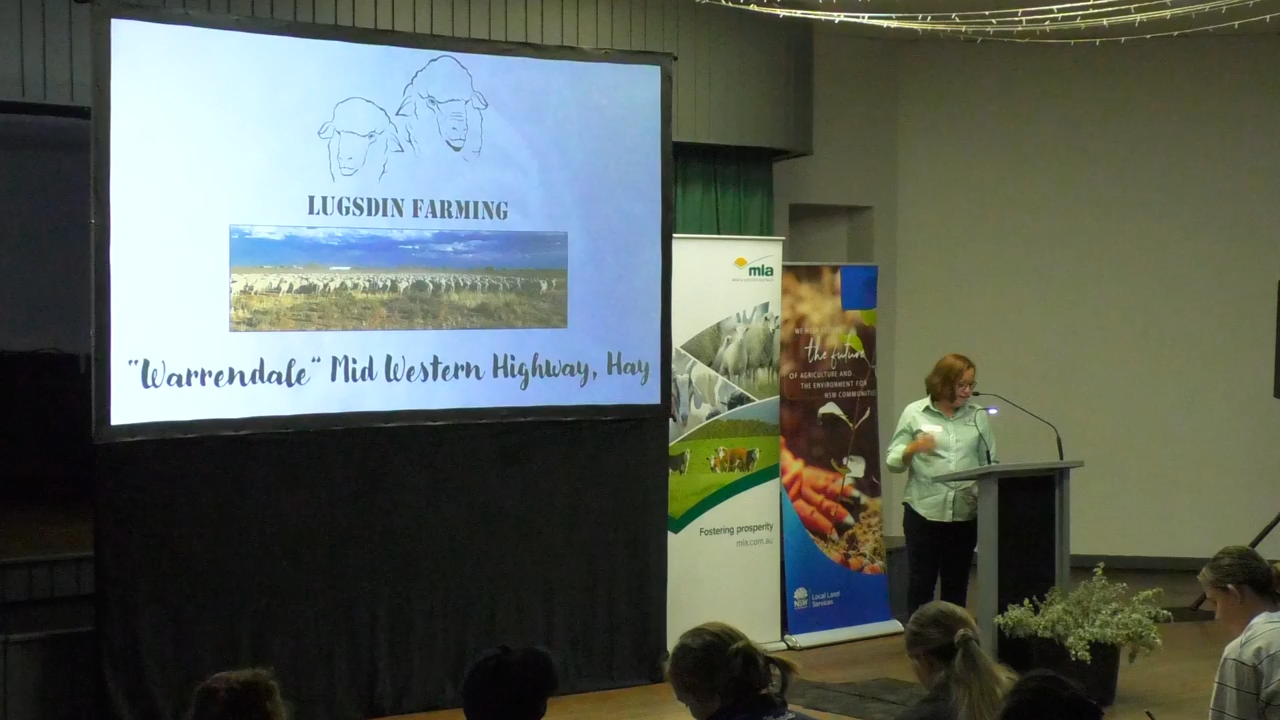 LUGSDIN FARMING
"Warrendale" Mid Western Highway, Hay
mla
Fostering prosperity
mla.com.au
the future
OF AGRICULTURE AND
THE ENVIRONMENT FOR
NSW COMMUNITIES
NSW
Local Land
Services